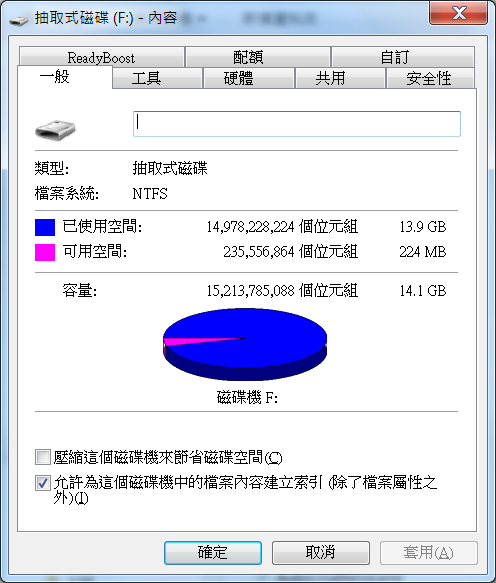 抽取式磁碟 (F:) - 內容
ReadyBoost 配額 自訂
一般 工具 硬體 共用 安全性
類型: 抽取式磁碟
檔案系統: NTFS
已使用空間: 14,978,228,224 個位元組 13.9 GB
可用空間: 235,556,864 個位元組 224 MB
容量: 15,213,785,088 個位元組 14.1 GB
磁碟機 F:
壓縮這個磁碟機來節省磁碟空間(C)
允許為這個磁碟機中的檔案內容建立索引 (除了檔案屬性之
外)(I)
確定 取消 套用(A)